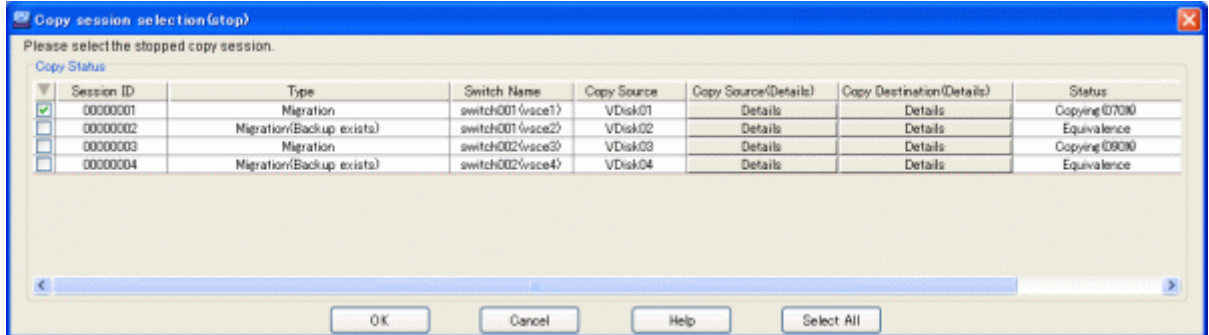 Copy session selection(stop)
Please select the stopped copy session.
Copy Status
Session ID Type Switch Name Copy Source Copy Source(Details) Copy Destination(Details) Status
00000001 Migration switch001(vsce1) VDisk01 Details Details Copying(070%)
00000002 Migration(Backup exists) switch001(vsce2) VDisk02 Details Details Equivalence
00000003 Migration switch002(vsce3) VDisk03 Details Details Copying(090%)
00000004 Migration(Backup exists) switch002(vsce4) VDisk04 Details Details Equivalence
OK Cancel Help Select All